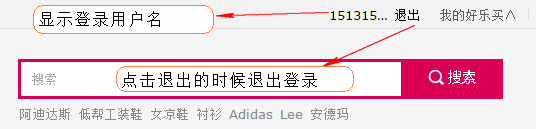 显示登录用户名 151315... 退出 我的好乐买∧
搜索 点击退出的时候退出登录 搜索
阿迪达斯 低帮工装鞋 女凉鞋 衬衫 Adidas Lee 安德玛